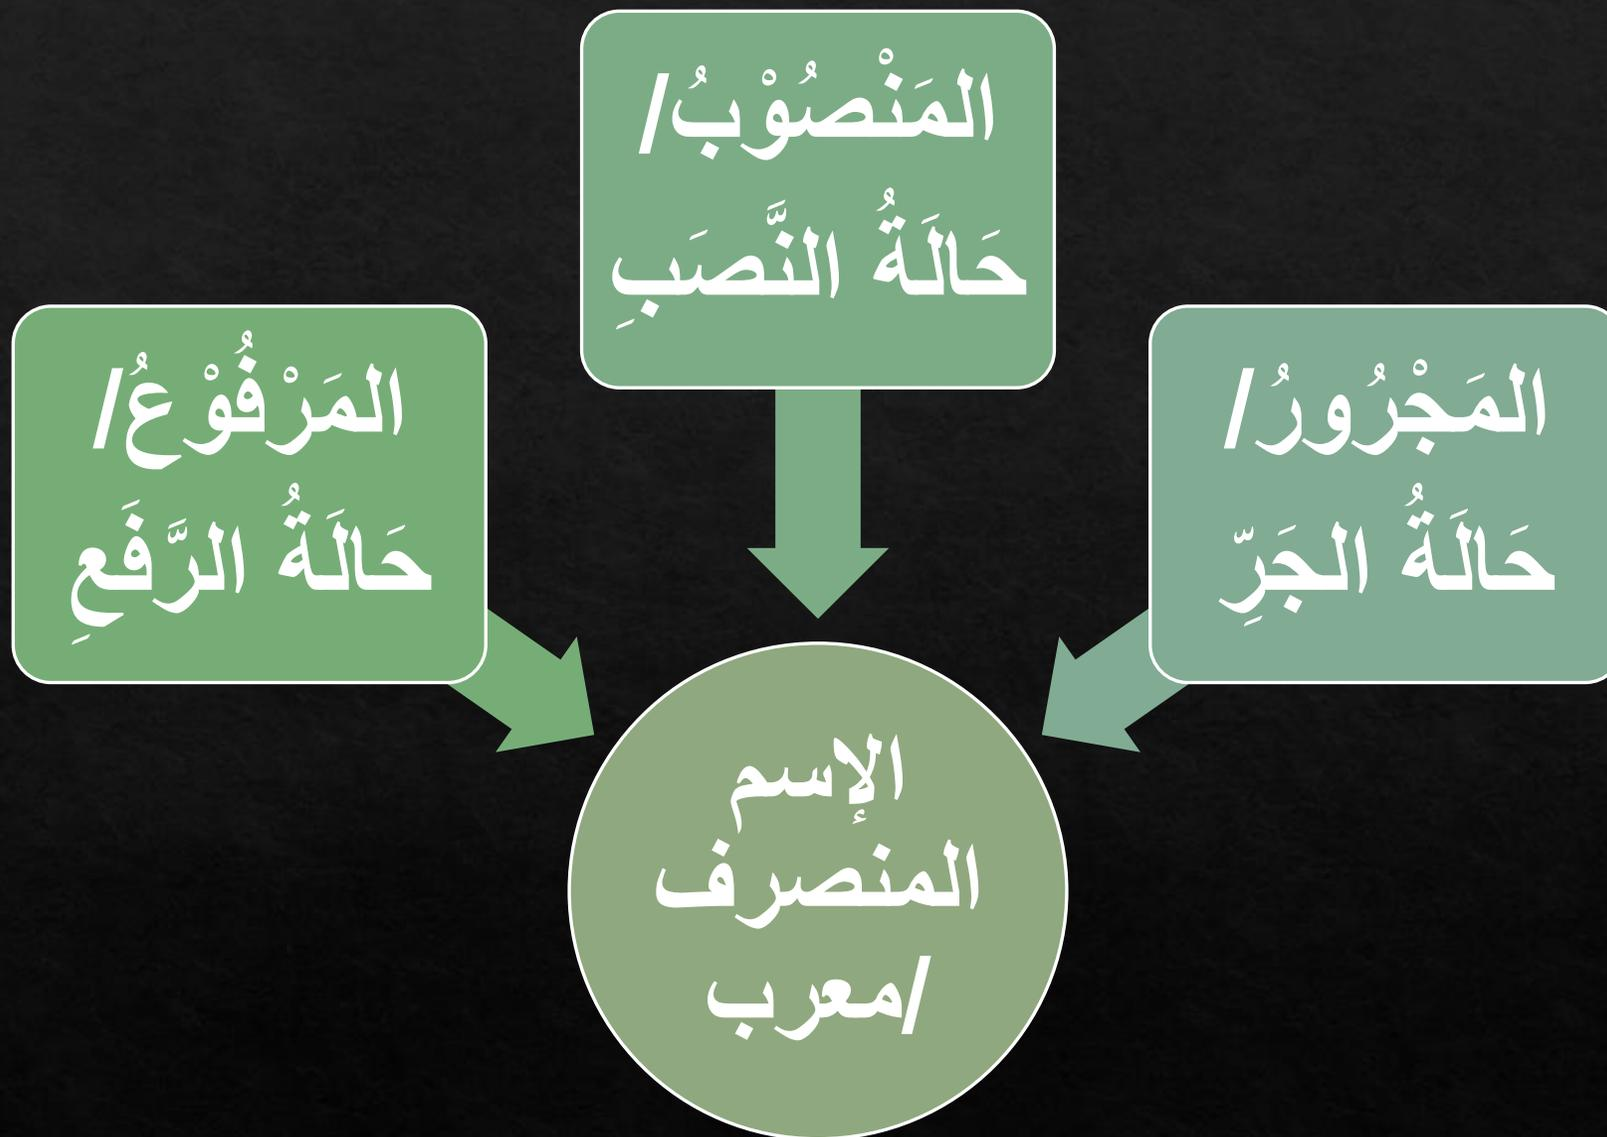 المَنْصُوْبُ/
حَالَةُ النَّصَبِ
المَجْرُورُ/
حَالَةُ الجَرِّ
المَرْفُوْعُ/
حَالَةُ الرَّفَعِ
الإسم
المنصرف
/معرب